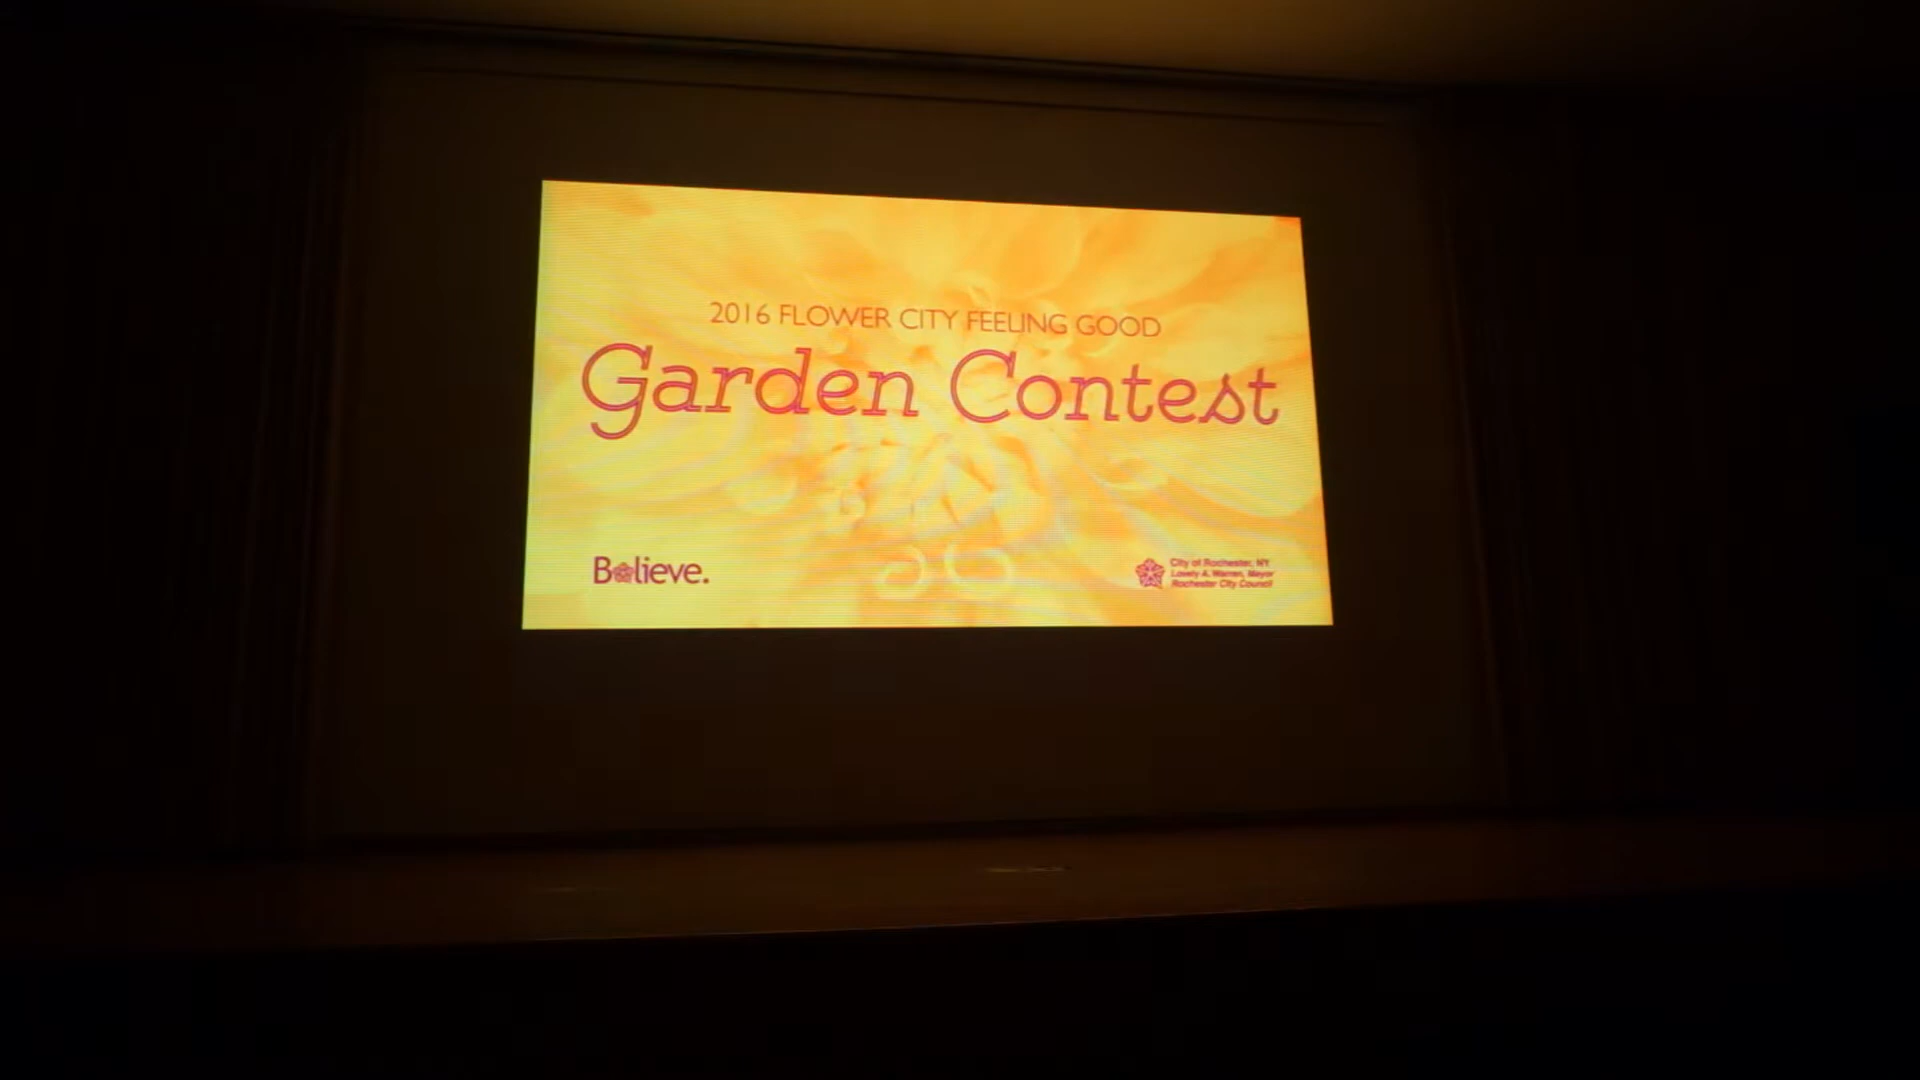 2016 FLOWER CITY FEELING GOOD
Garden Contest
Believe.
City of Rochester, NY
Lovely A. Warren, Mayor
Rochester City Council